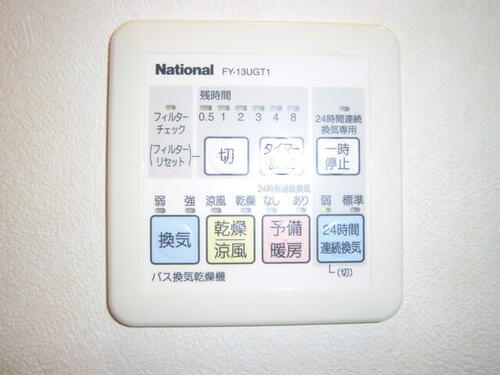 National FY-13UGT1
残時間
0.5 1 2 3 4 8
フィルター
チェック
24時間連続
換気専用
(フィルター)
リセット
切
タイマー
一時
停止
24時間連続換気
弱 強 涼風 乾燥 なし あり 弱 標準
換気
乾燥
涼風
予備
暖房
24時間
連続換気
(切)
バス換気乾燥機